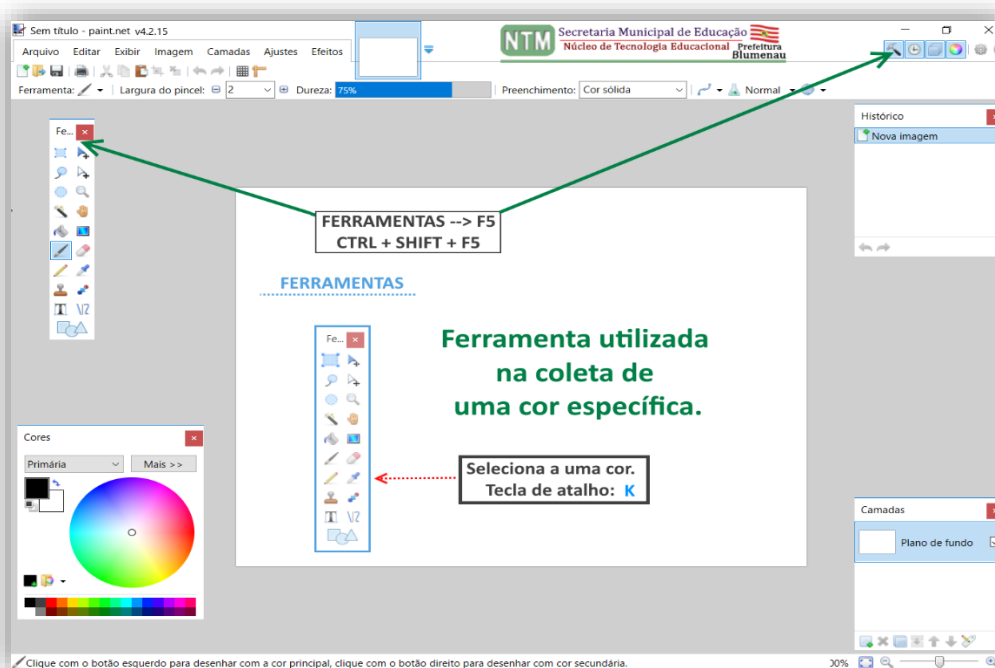 Sem título - paint.net v4.2.15
NTM
Secretaria Municipal de Educação
Núcleo de Tecnologia Educacional
Prefeitura
Blumenau
Arquivo Editar Exibir Imagem Camadas Ajustes Efeitos
Ferramenta: Largura do pincel: 2 Dureza: 75% Preenchimento: Cor sólida Normal
Fe...
Histórico
Nova imagem
FERRAMENTAS --> F5
CTRL + SHIFT + F5
FERRAMENTAS
Fe...
Ferramenta utilizada
na coleta de
uma cor específica.
Seleciona a uma cor.
Tecla de atalho: K
Cores
Primária Mais >>
Camadas
Plano de fundo
Clique com o botão esquerdo para desenhar com a cor principal, clique com o botão direito para desenhar com cor secundária.